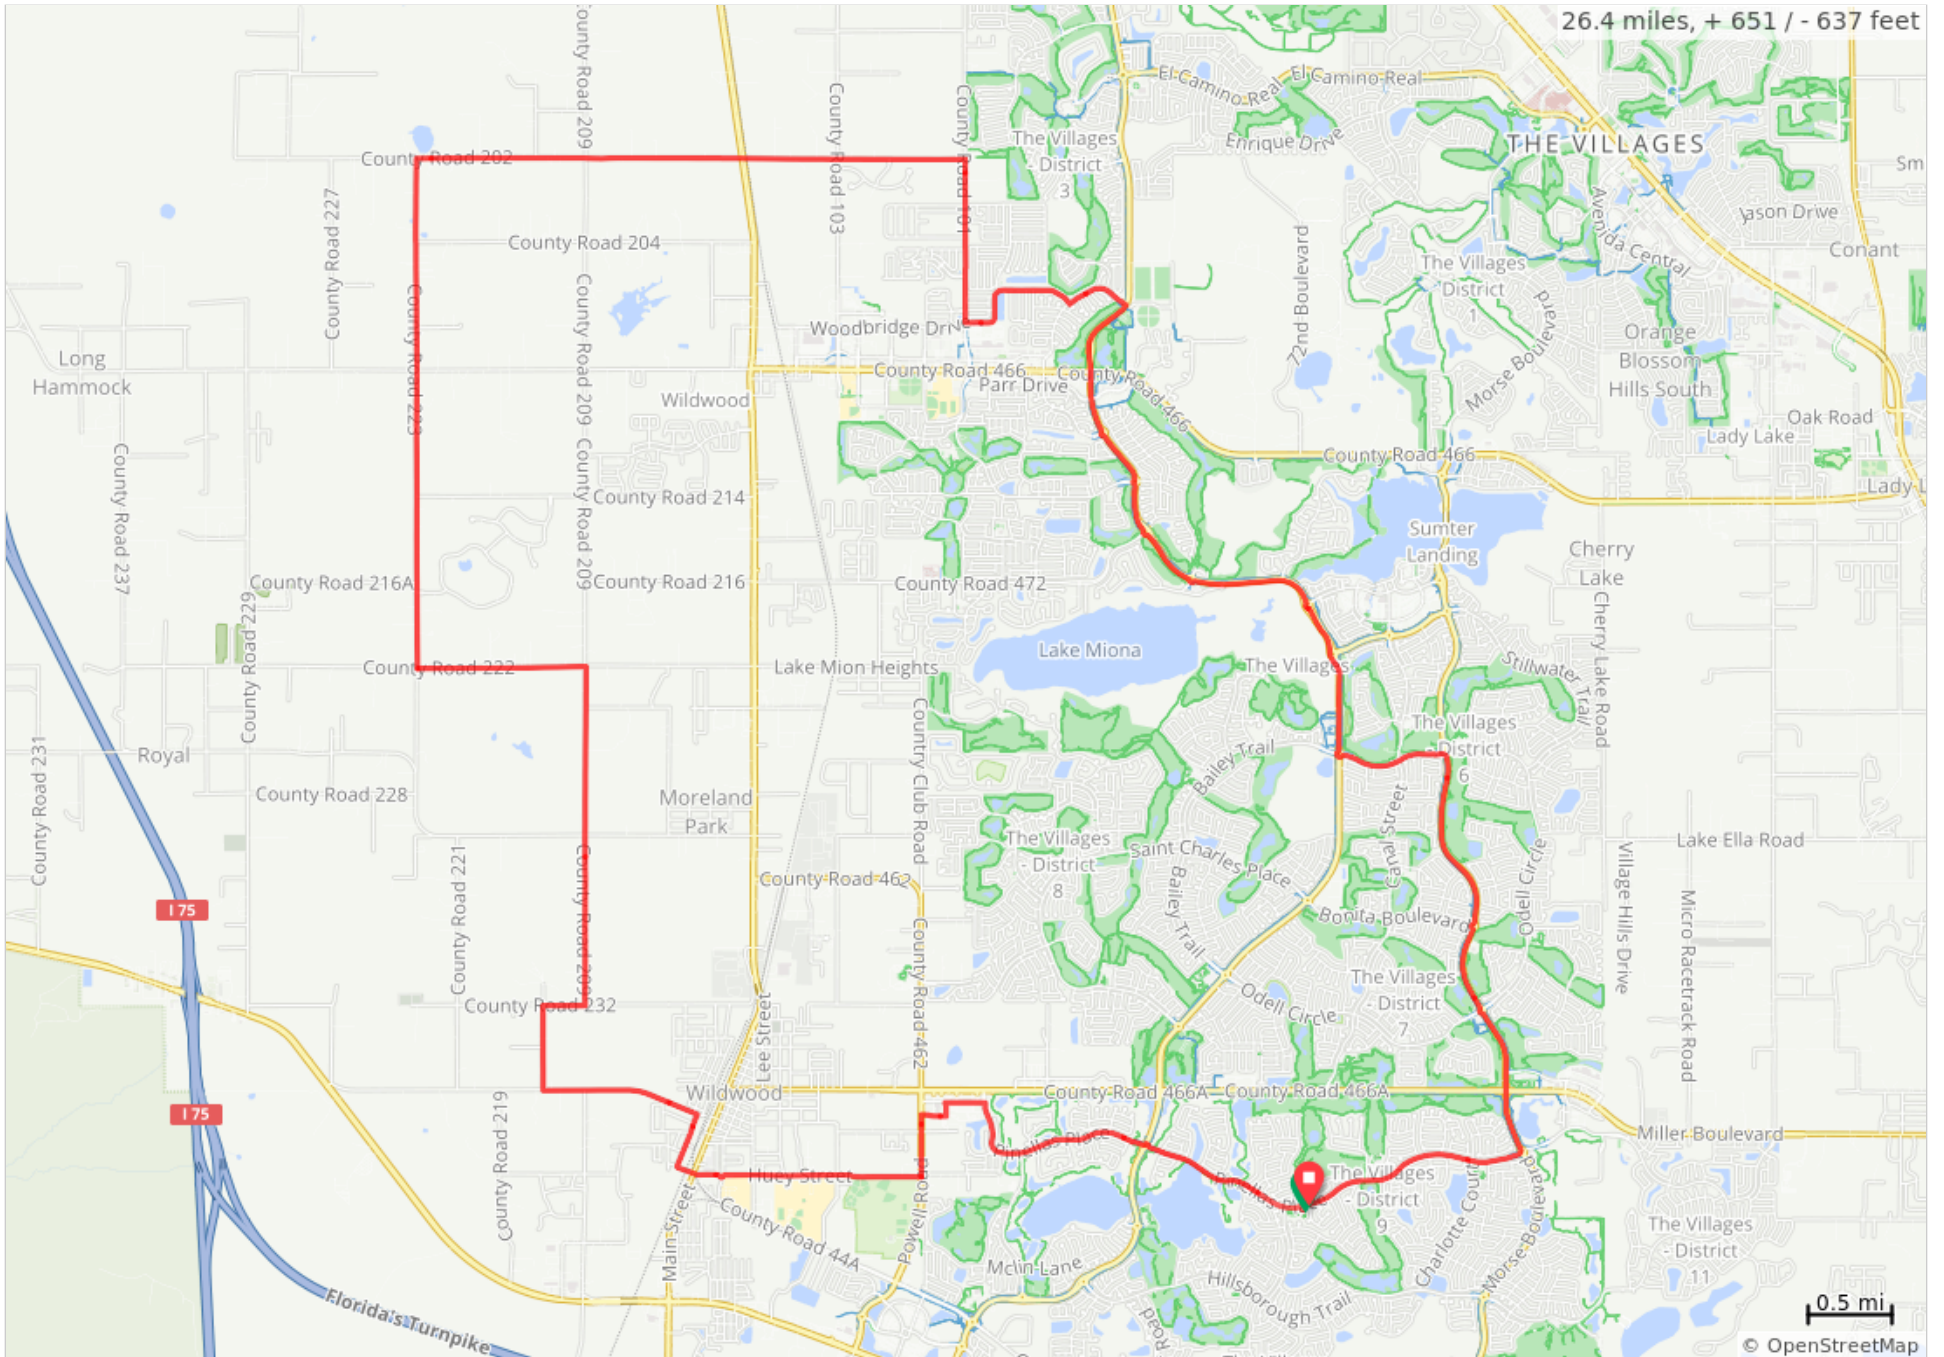 26.4 miles, + 651 / - 637 feet
El Camino Real
El Camino Real
County Road 209
County Road 103
County Road 101
The Villages
- District
3
Enrique Drive
THE VILLAGES
Sm
County Road 202
County Road 227
County Road 204
Avenida Central
Jason Drive
Conant
72nd Boulevard
The Villages
District
1
County Road 223
County Road 209
Woodbridge Drive
Morse Boulevard
Orange
Blossom
Hills South
Long
Hammock
County Road 466
Parr Drive
County Road 466
Wildwood
Oak Road
Lady Lake
County Road 237
County Road 209
County Road 466
Lady L
County Road 214
Sumter
Landing
Cherry
Lake
County Road 216A
County Road 216
County Road 472
County Road 229
Cherry Lake Road
Lake Miona
County Road 222
Lake Mion Heights
The Villages
Stillwater Trail
Country Club Road
The Villages
- District
6
County Road 231
Royal
Bailey Trail
County Road 228
Moreland
Park
Canal Street
The Villages
- District
8
Saint Charles Place
Bailey Trail
Odell Circle
Lake Ella Road
Village Hills Drive
Micro Racetrack Road
County Road 221
County Road 209
County Road 462
I 75
Bonita Boulevard
County Road 462
The Villages
- District
7
Odell Circle
County Road 232
Lee Street
I 75
County Road 219
Wildwood
County Road 466A
County Road 466A
Pinellas Place
Miller Boulevard
Huey Street
Powell Road
Pinellas Place
The Villages
- District
9
Charlotte Court
Morse Boulevard
Main Street
County Road 44A
Mclin Lane
Hillsborough Trail
Road
The Villages
- District
11
Florida's Turnpike
0.5 mi
© OpenStreetMap